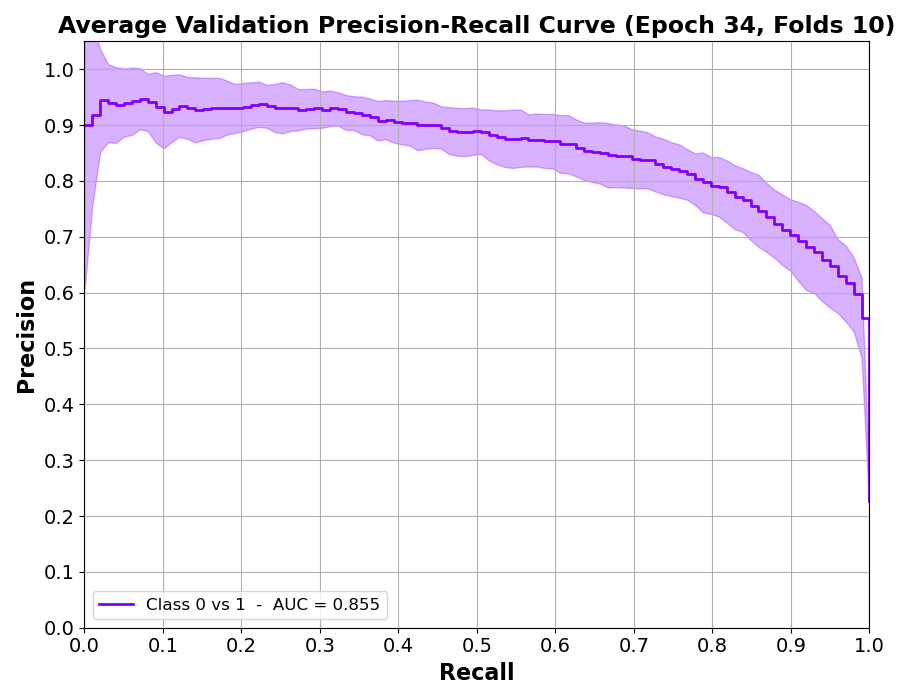 Average Validation Precision-Recall Curve (Epoch 34, Folds 10)
1.0
0.9
0.8
0.7
0.6
0.5
0.4
0.3
0.2
0.1
0.0
Precision
Class 0 vs 1 - AUC = 0.855
0.0 0.1 0.2 0.3 0.4 0.5 0.6 0.7 0.8 0.9 1.0
Recall